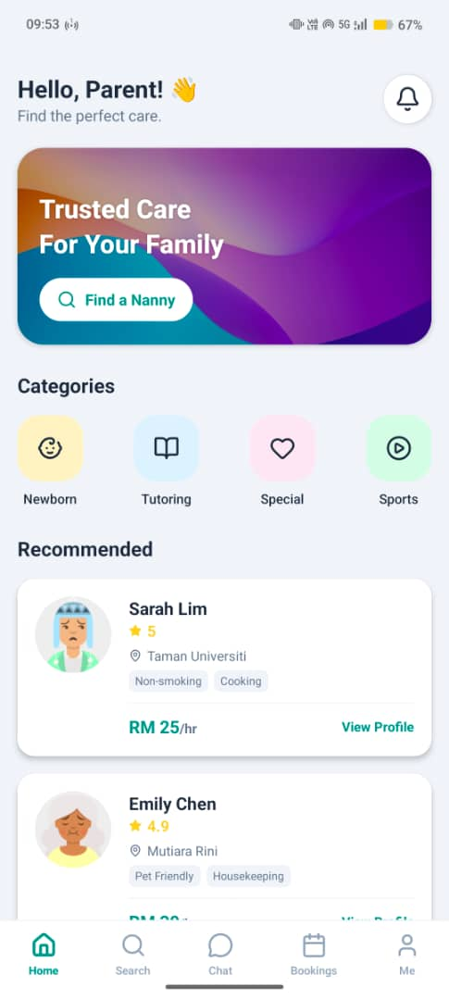 09:53
5G 67%
Hello, Parent! 👋
Find the perfect care.
Trusted Care
For Your Family
Find a Nanny
Categories
Newborn
Tutoring
Special
Sports
Recommended
Sarah Lim
5
Taman Universiti
Non-smoking
Cooking
RM 25/hr
View Profile
Emily Chen
4.9
Mutiara Rini
Pet Friendly
Housekeeping
View Profile
Home
Search
Chat
Bookings
Me